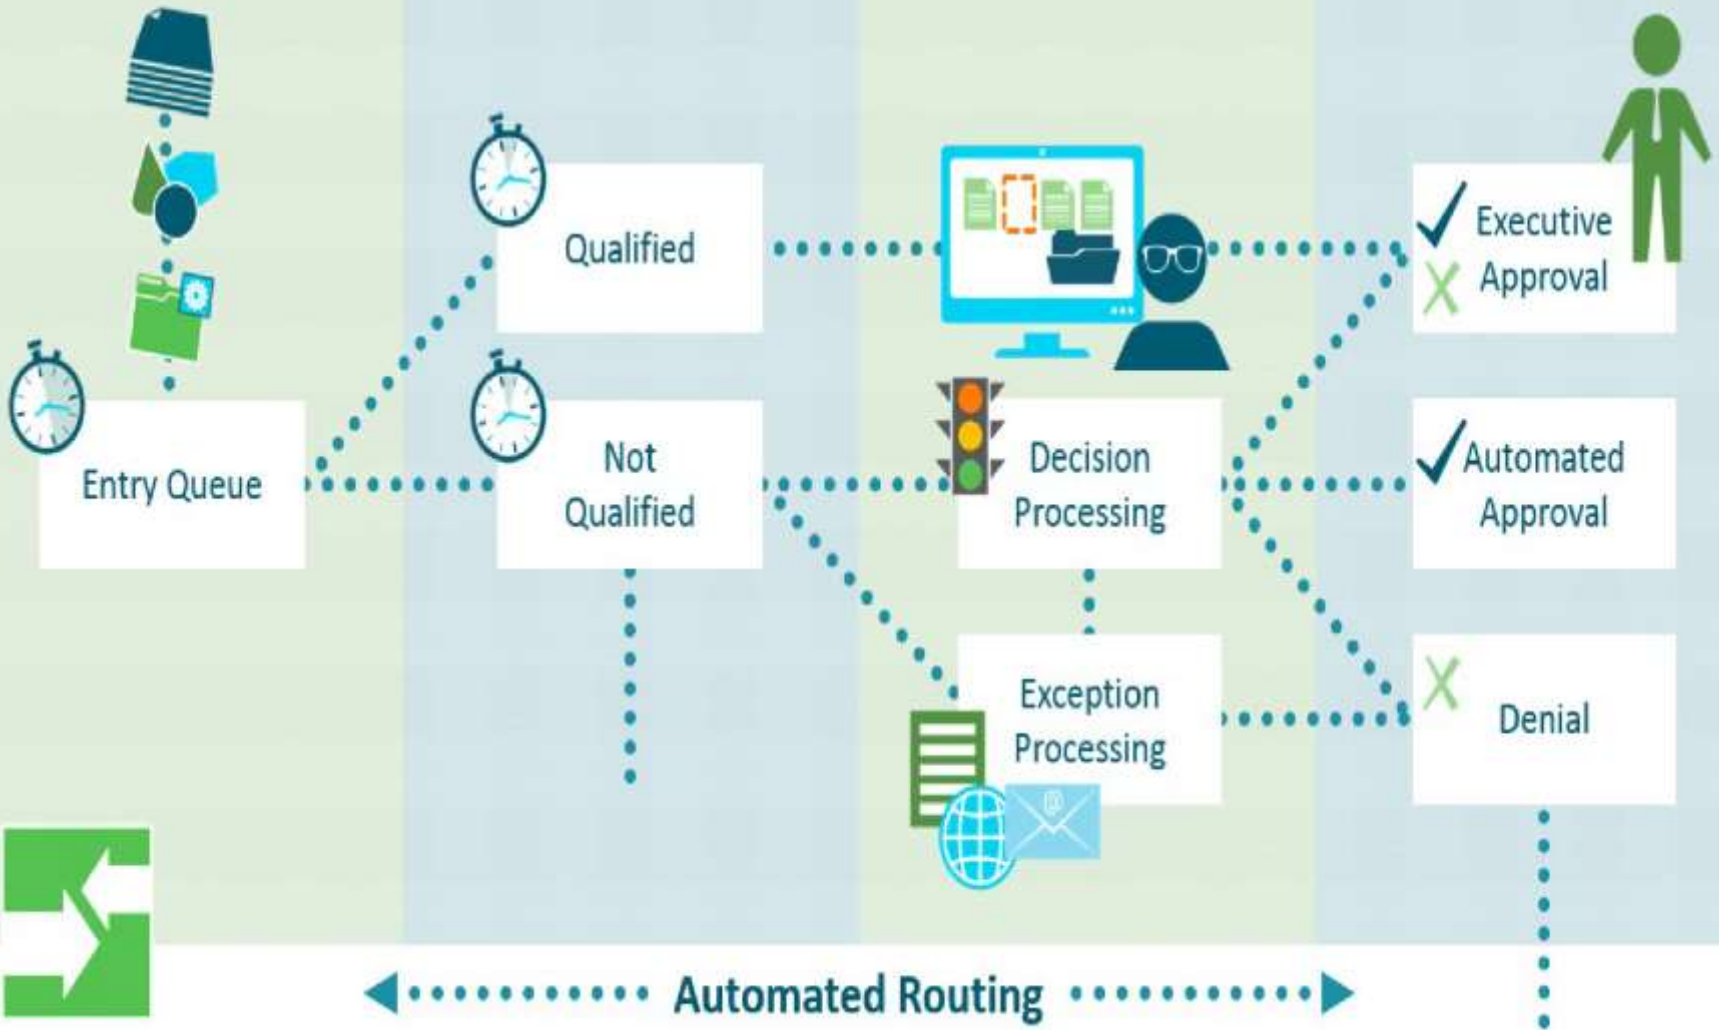 Entry Queue
Qualified
Not
Qualified
Decision
Processing
Exception
Processing
Executive
Approval
Automated
Approval
Denial
@
Automated Routing